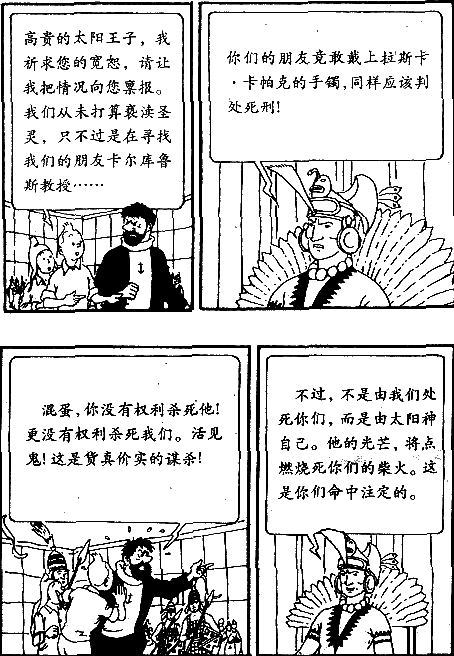 高贵的太阳王子，我
祈求您的宽恕，请让
我把情况向您禀报。
我们从未打算亵渎圣
灵，只不过是在寻找
我们的朋友卡尔库鲁
斯教授……
你们的朋友竟敢戴上拉斯卡
·卡帕克的手镯，同样应该判
处死刑！
混蛋，你没有权利杀死他！
更没有权利杀死我们。活见
鬼！这是货真价实的谋杀！
不过，不是由我们处
死你们，而是由太阳神
自己。他的光芒，将点
燃烧死你们的柴火。这
是你们命中注定的。